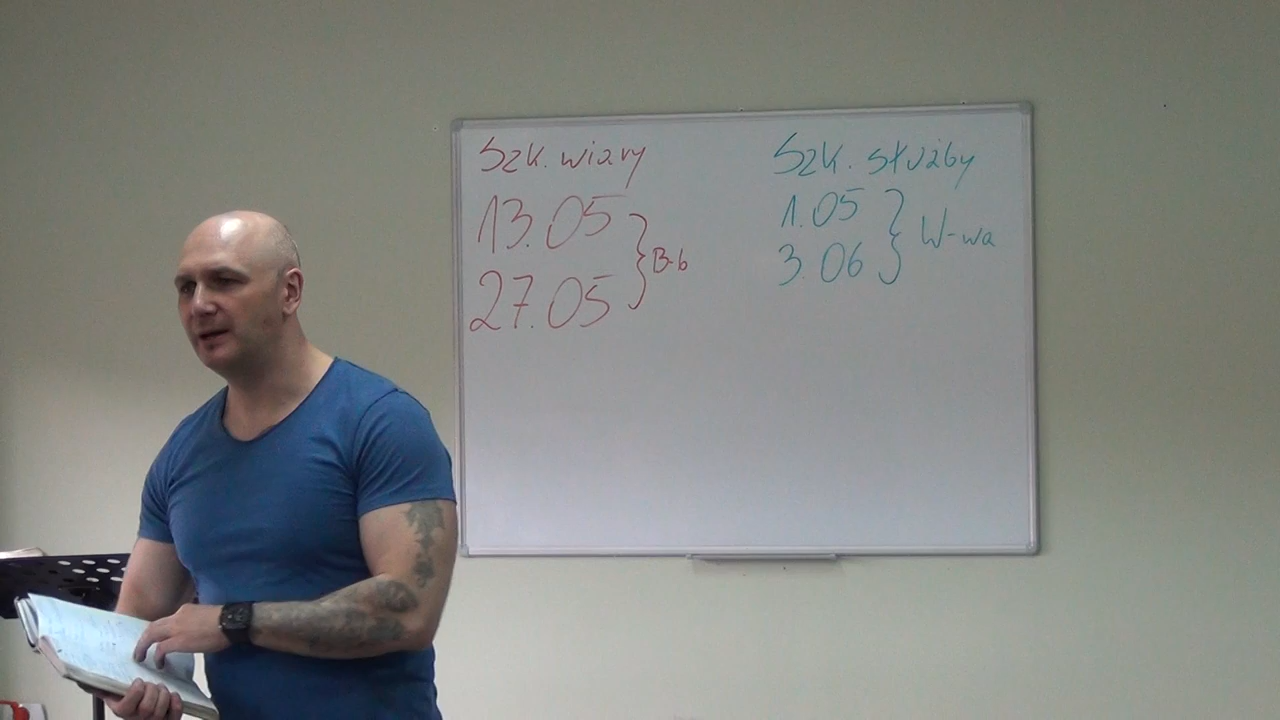 Szk. wiary
13.05
27.05
B-b
Szk. służby
1.05
3.06
W-wa